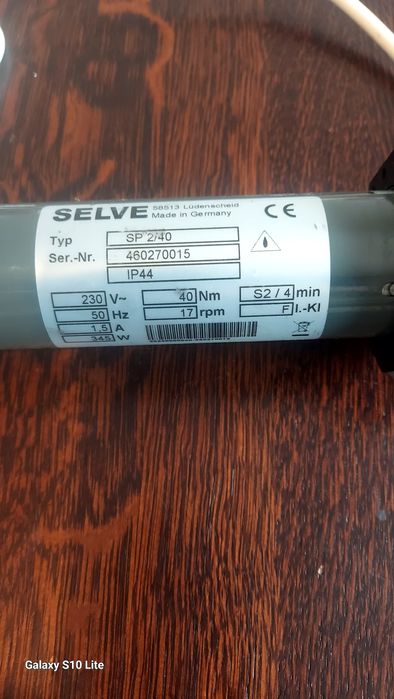 SELVE 58513 Lüdenscheid
Made in Germany
CE
Typ SP 2/40
Ser.-Nr. 460270015
IP44
230 V~ 40 Nm S2 / 4 min
50 Hz 17 rpm F I.-Kl
1,5 A
345 W
Galaxy S10 Lite